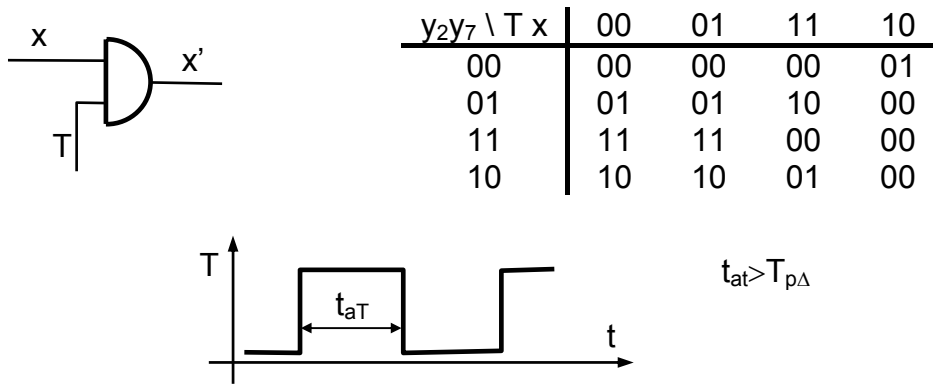 x
x’
T
y₂y₇ \ T x 00 01 11 10
00 00 00 00 01
01 01 01 10 00
11 11 11 00 00
10 10 10 01 00
T
t_aT
t
t_at>T_pΔ